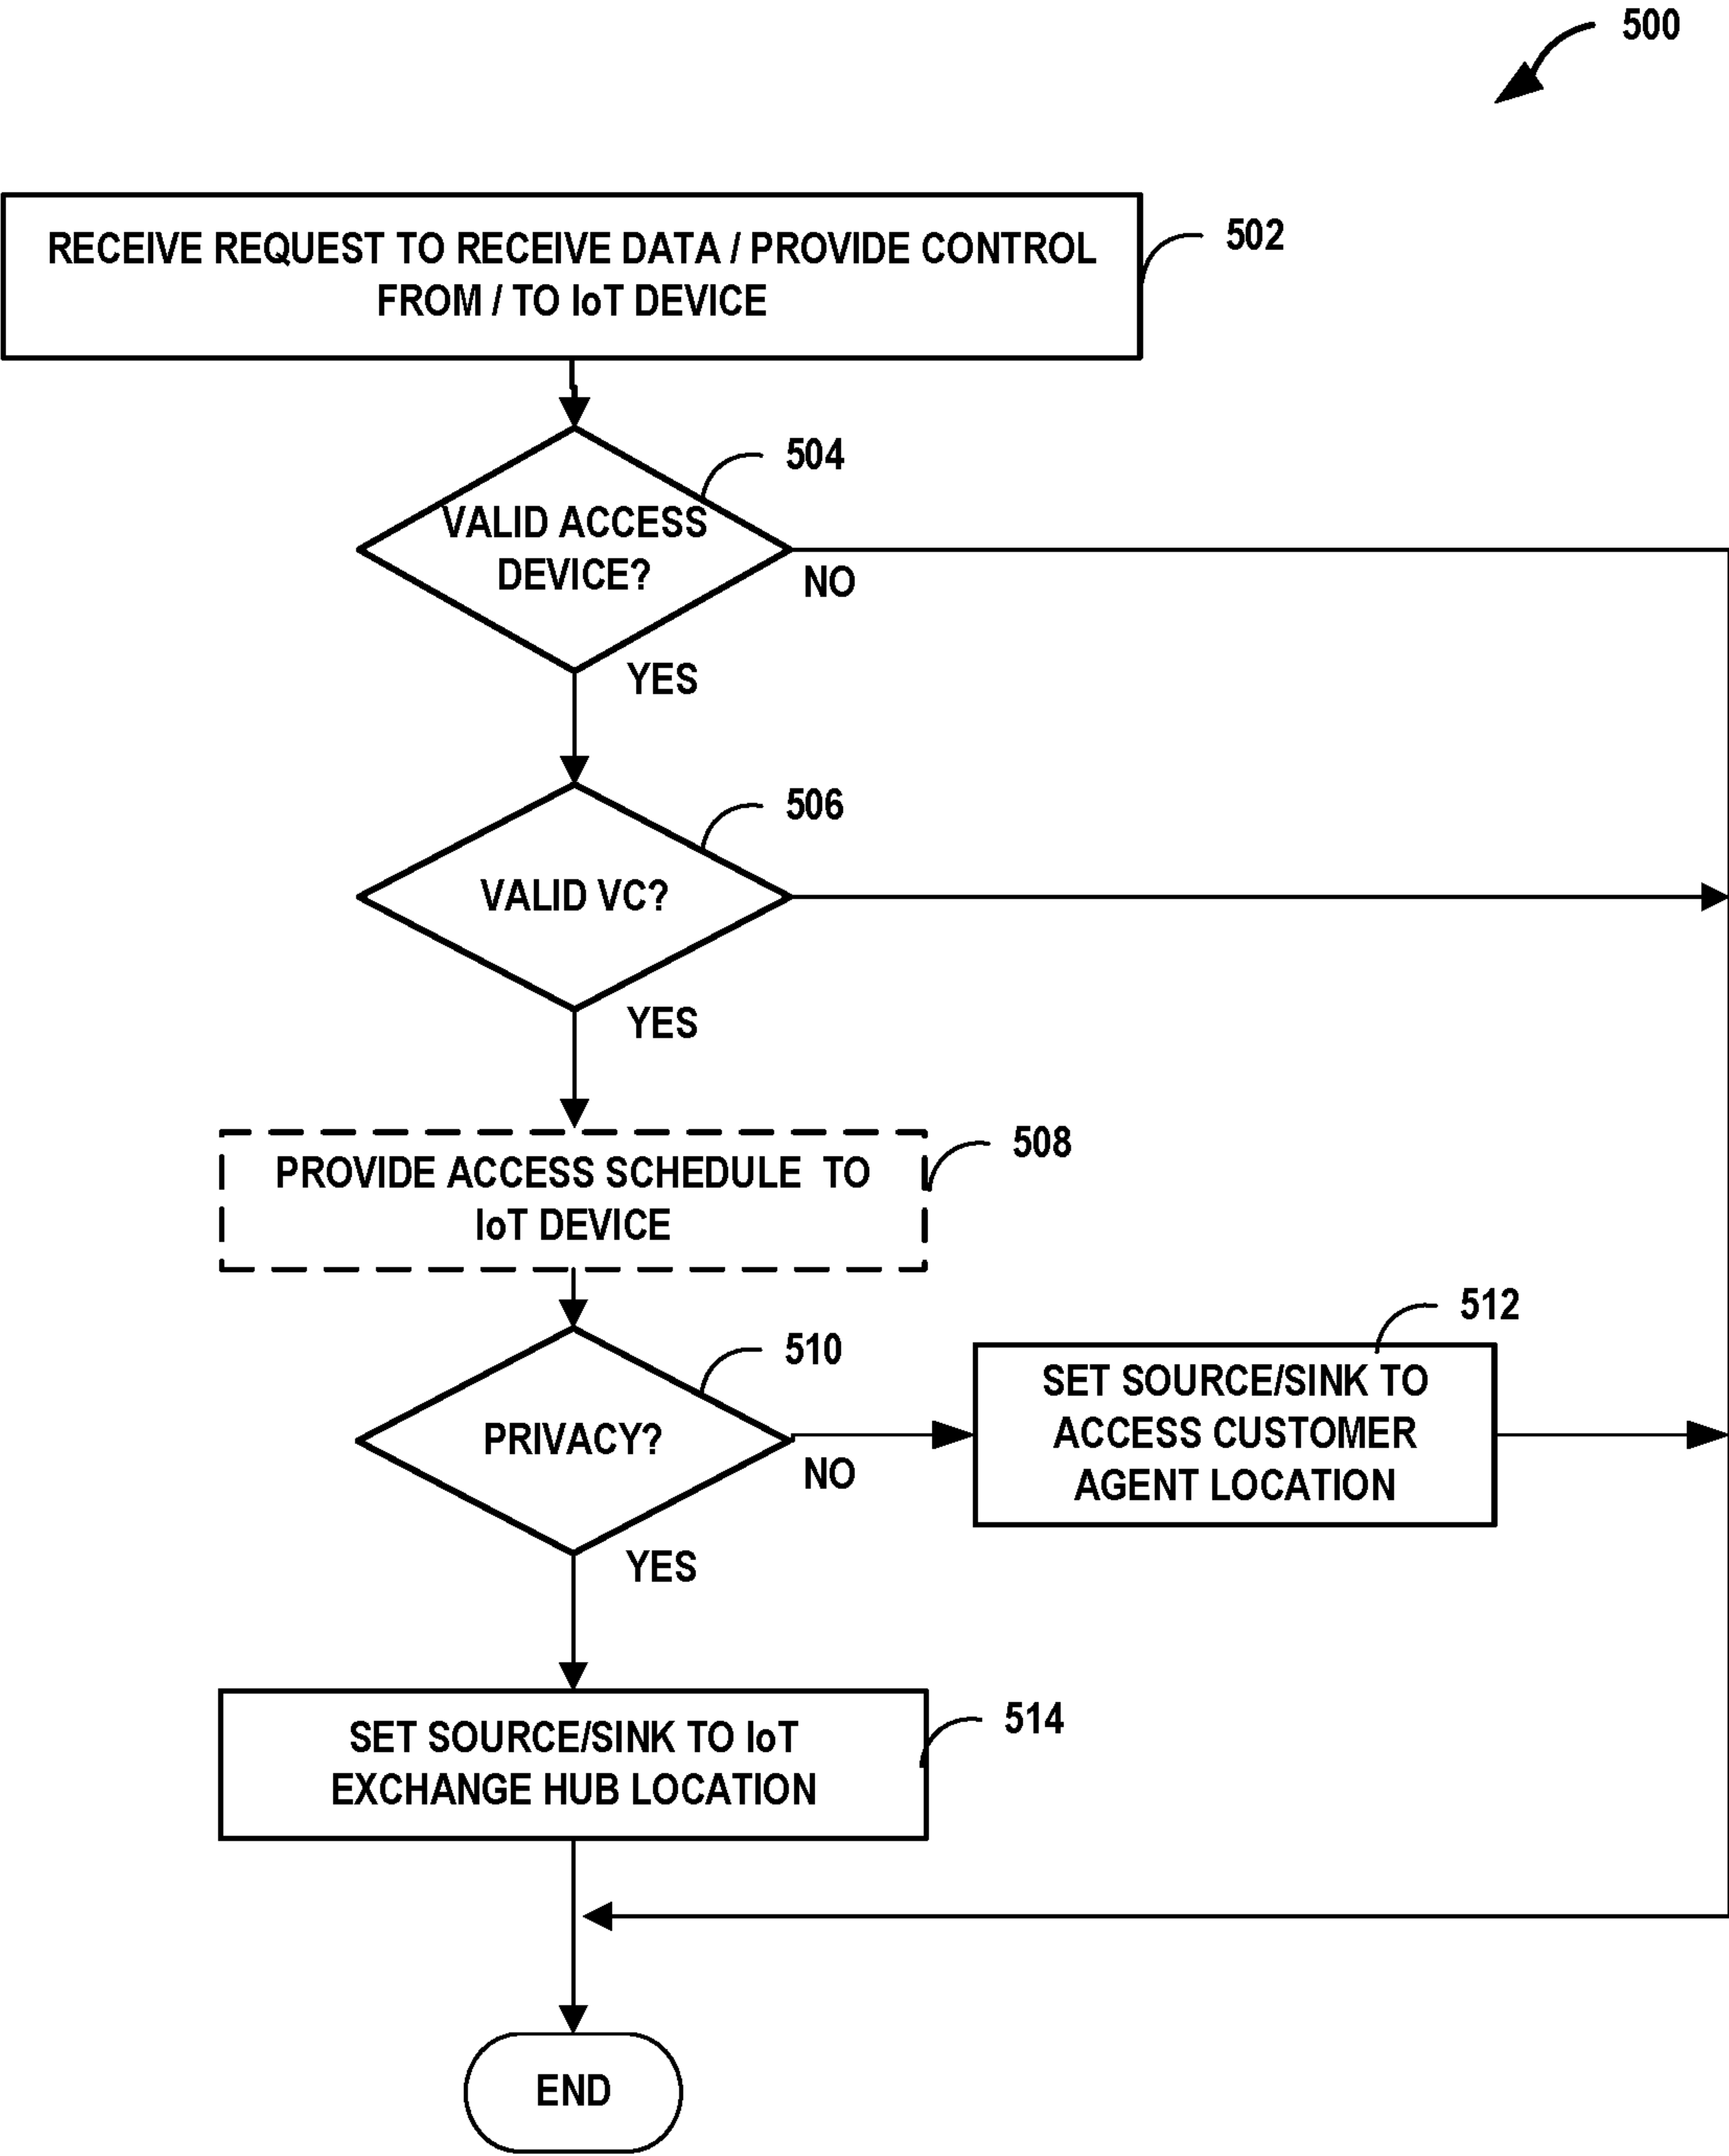 500
RECEIVE REQUEST TO RECEIVE DATA / PROVIDE CONTROL
FROM / TO IoT DEVICE
502
504
VALID ACCESS
DEVICE?
NO
YES
506
VALID VC?
YES
508
PROVIDE ACCESS SCHEDULE TO
IoT DEVICE
510
PRIVACY?
NO
YES
512
SET SOURCE/SINK TO
ACCESS CUSTOMER
AGENT LOCATION
514
SET SOURCE/SINK TO IoT
EXCHANGE HUB LOCATION
END